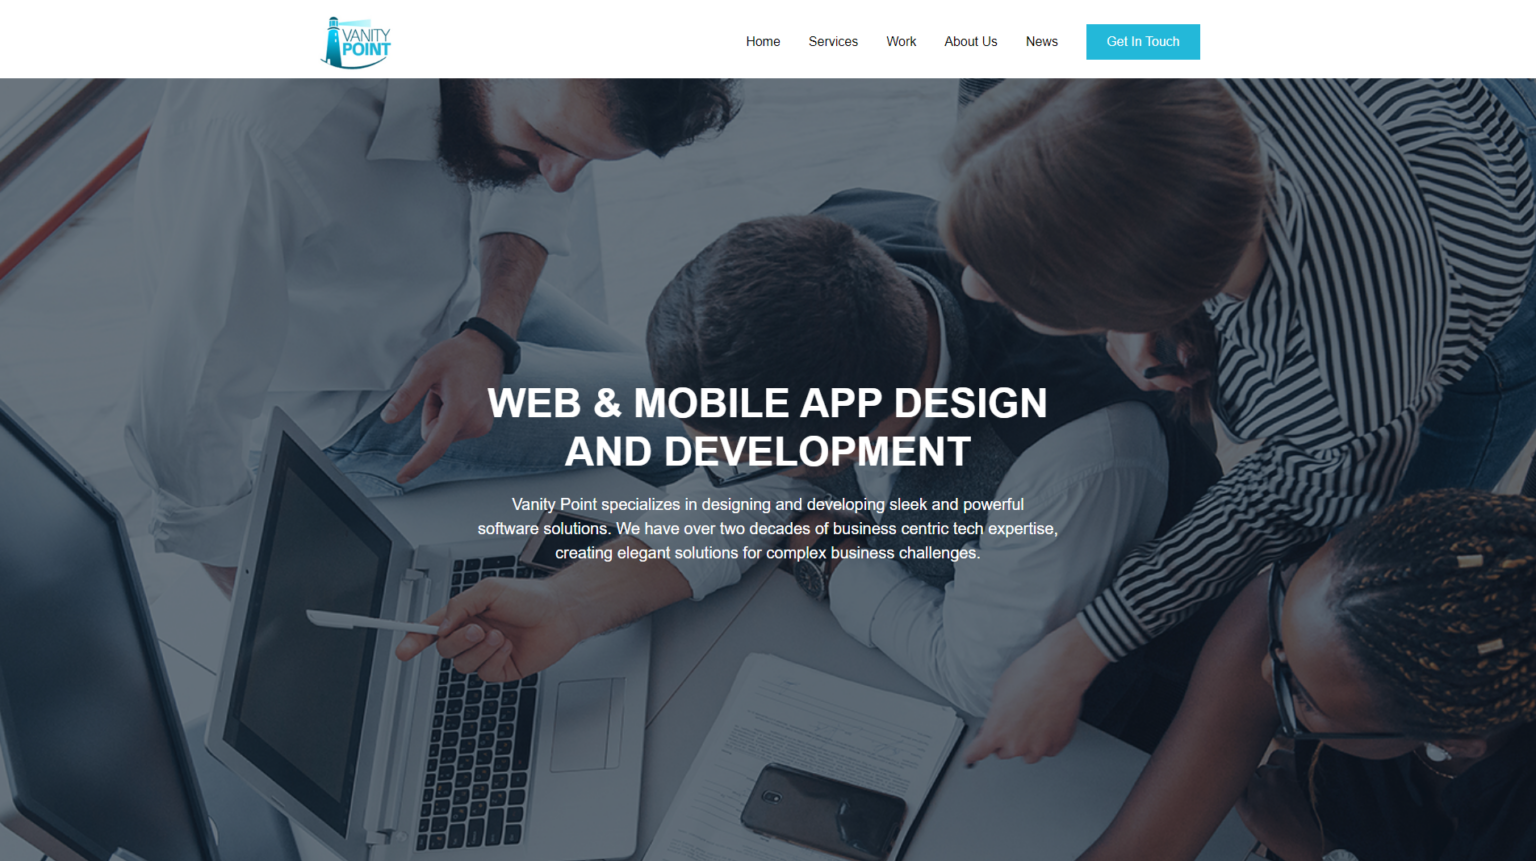 VANITY
POINT
Home
Services
Work
About Us
News
Get In Touch
WEB & MOBILE APP DESIGN
AND DEVELOPMENT
Vanity Point specializes in designing and developing sleek and powerful
software solutions. We have over two decades of business centric tech expertise,
creating elegant solutions for complex business challenges.